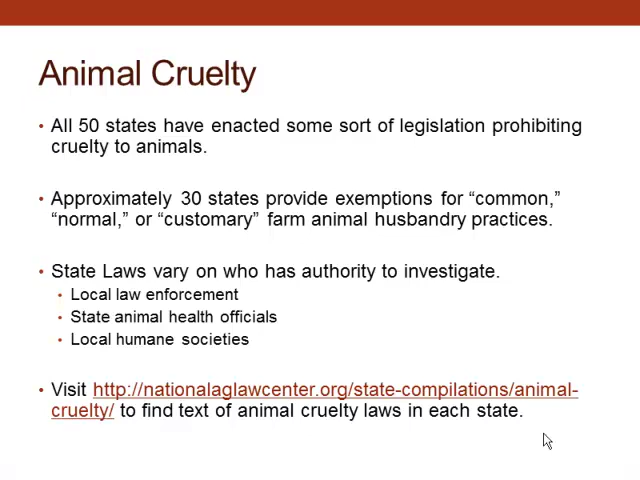 Animal Cruelty
• All 50 states have enacted some sort of legislation prohibiting
cruelty to animals.
• Approximately 30 states provide exemptions for “common,”
“normal,” or “customary” farm animal husbandry practices.
• State Laws vary on who has authority to investigate.
• Local law enforcement
• State animal health officials
• Local humane societies
• Visit http://nationalaglawcenter.org/state-compilations/animal-
cruelty/ to find text of animal cruelty laws in each state.